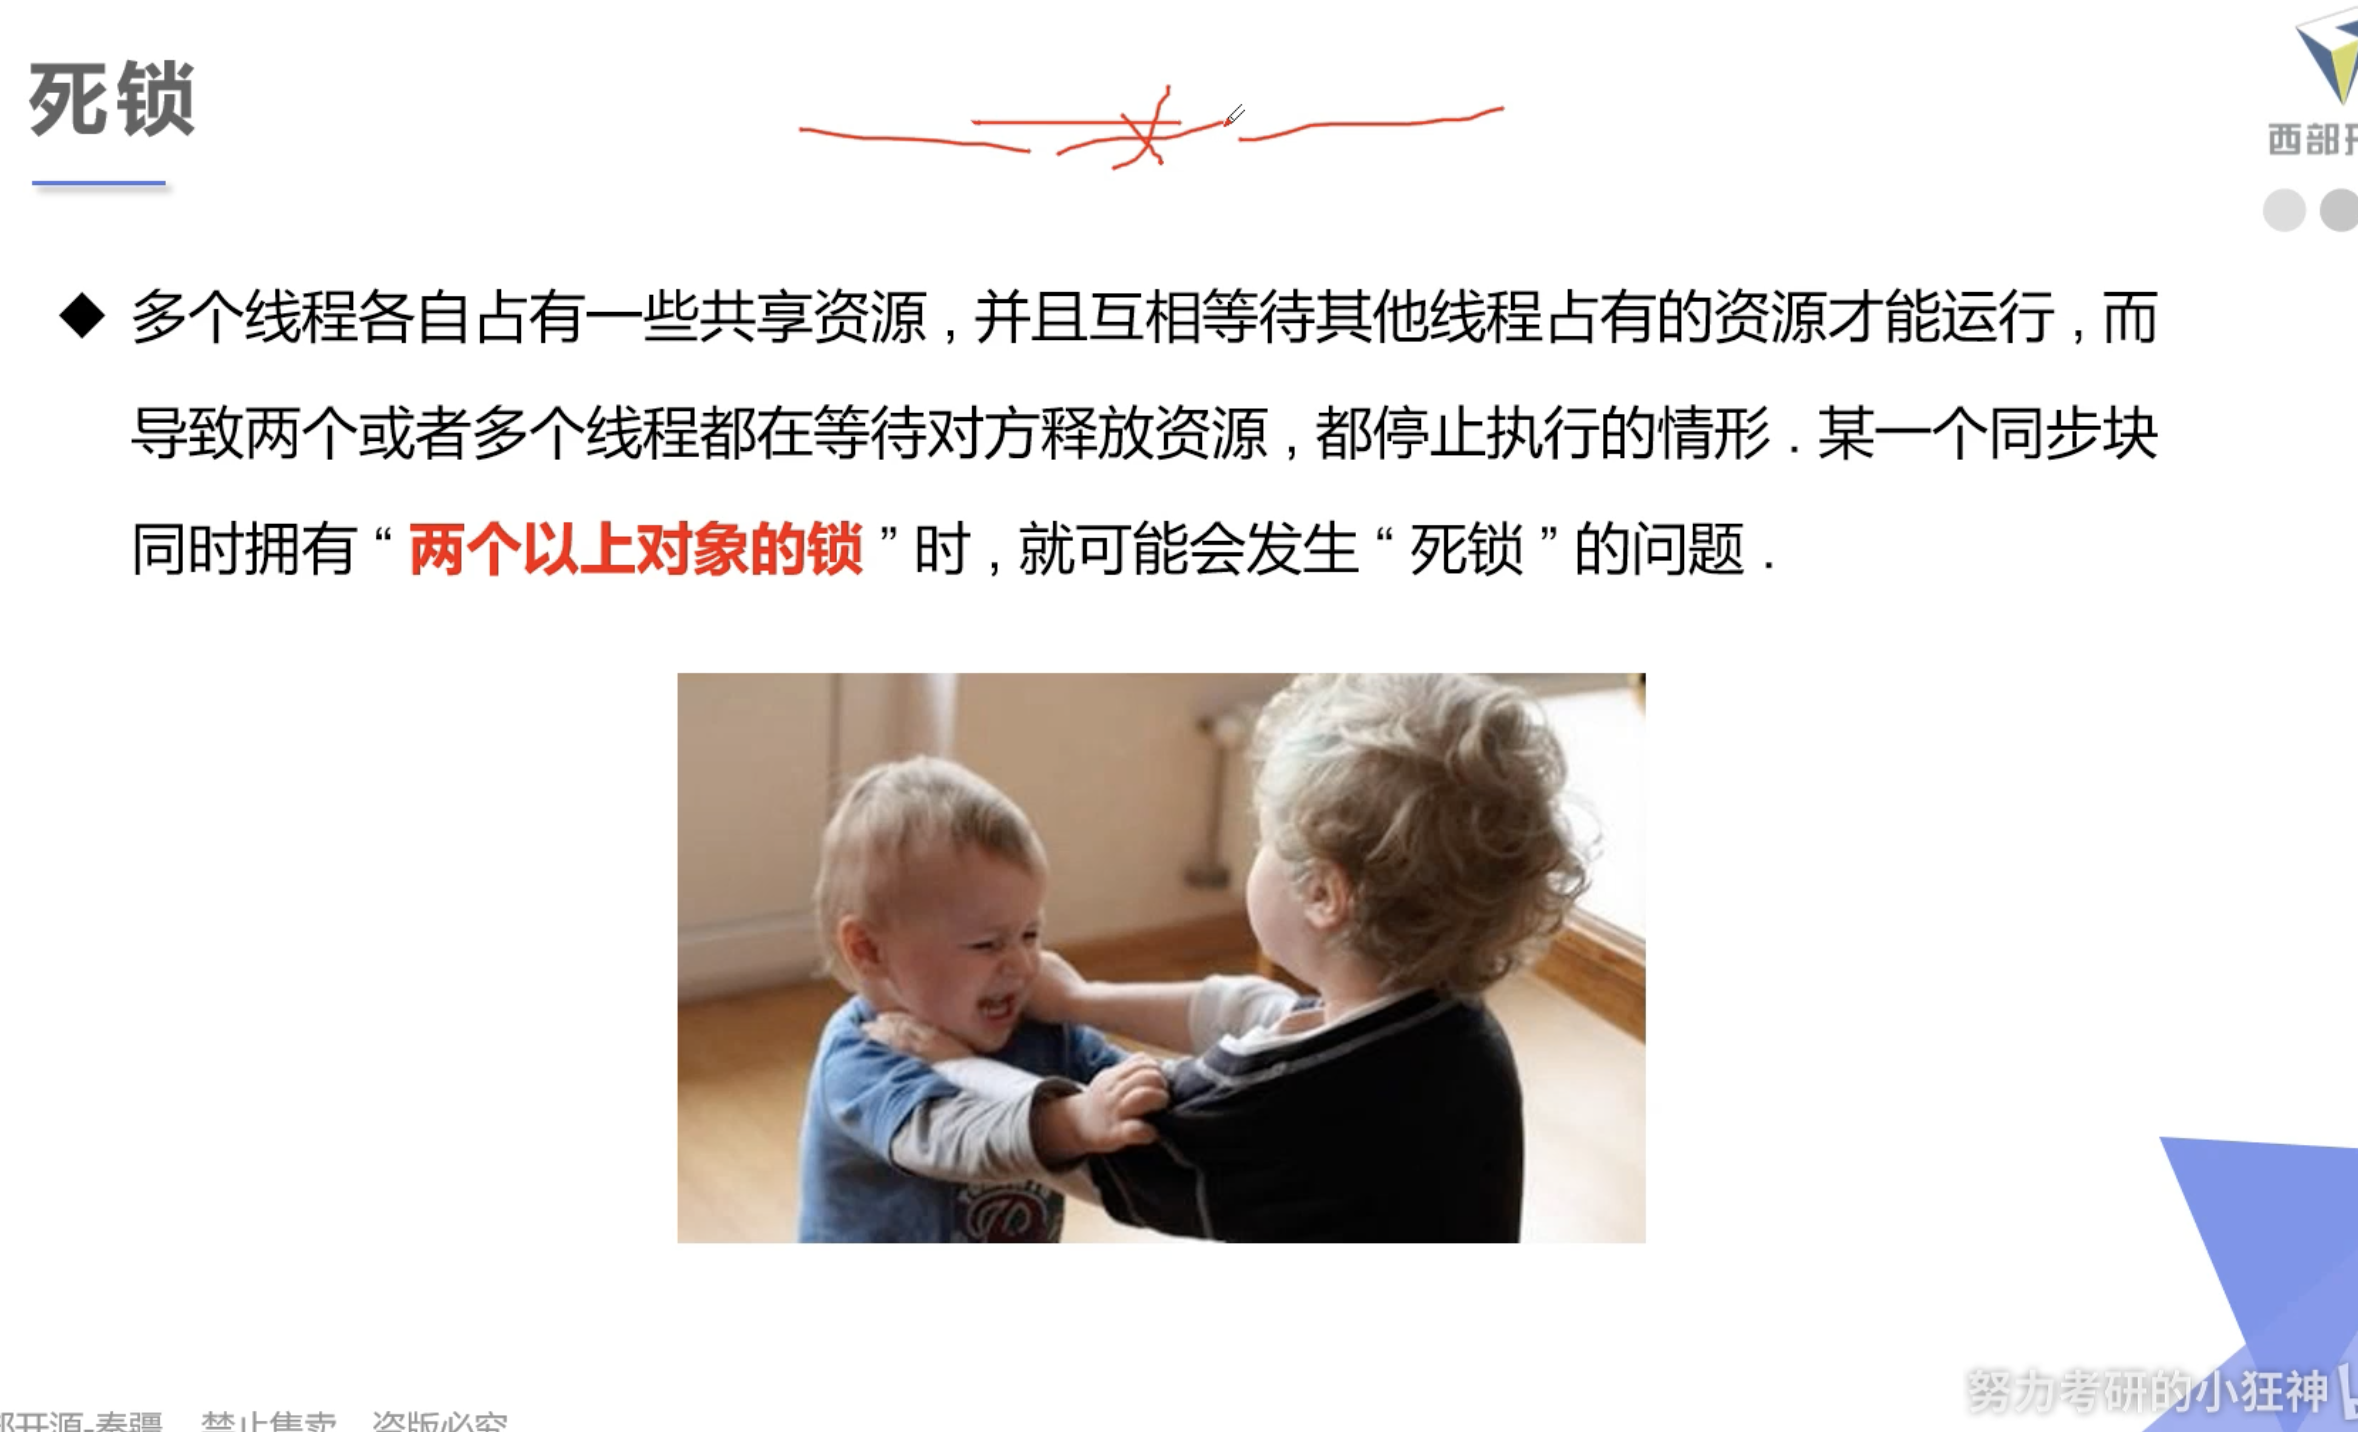 死锁
西部开
◆ 多个线程各自占有一些共享资源,并且互相等待其他线程占有的资源才能运行,而
导致两个或者多个线程都在等待对方释放资源,都停止执行的情形.某一个同步块
同时拥有“两个以上对象的锁”时,就可能会发生“死锁”的问题.
努力考研的小狂神
部开源-秦疆 禁止售卖 盗版必究